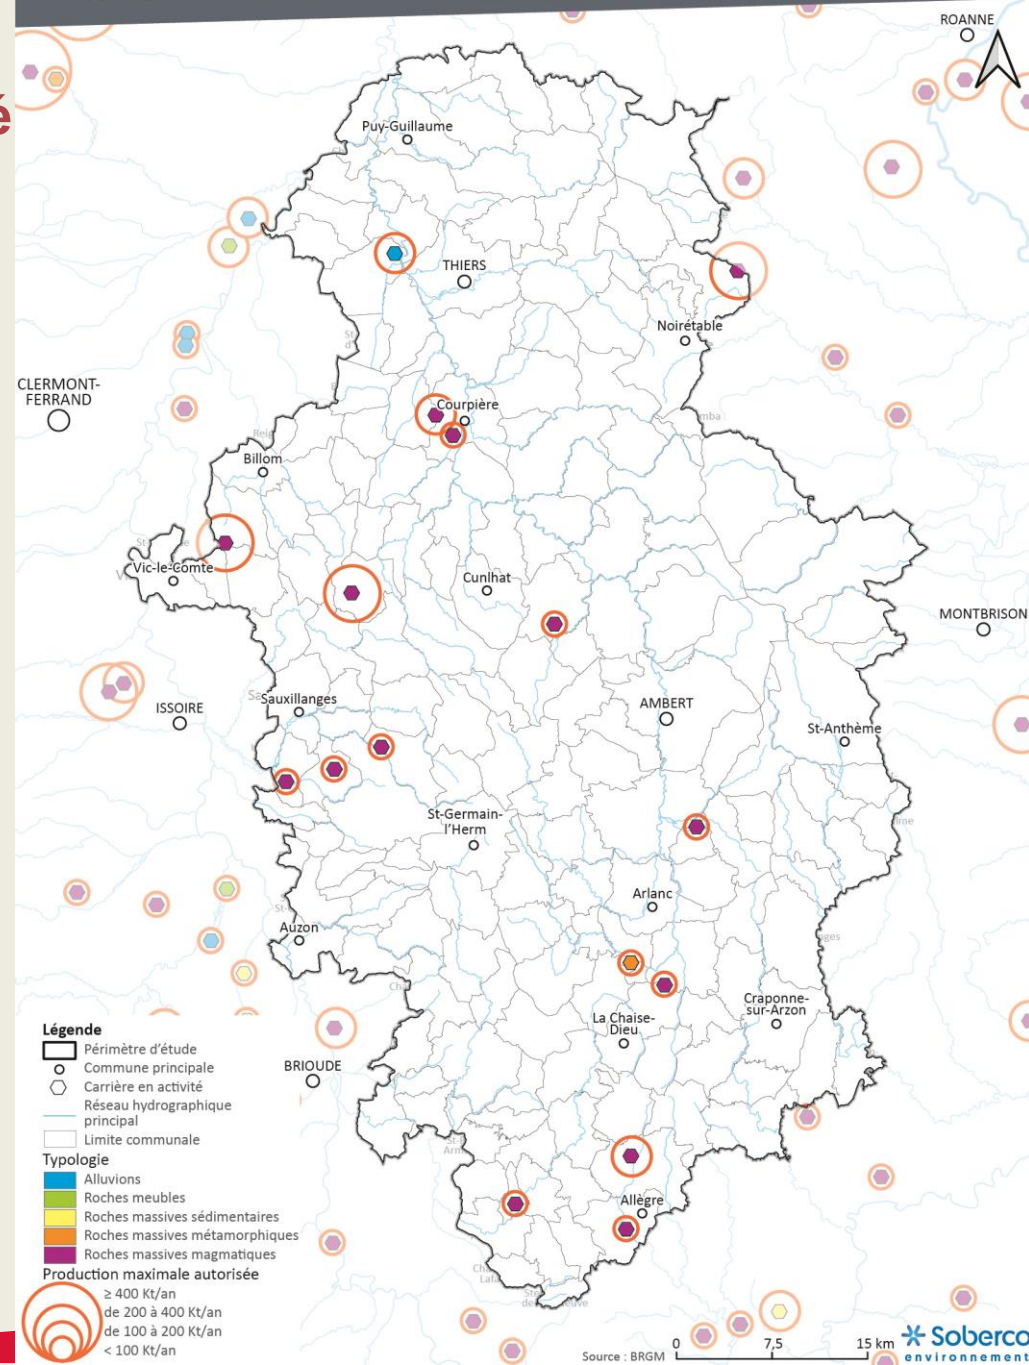 ROANNE
é
Puy-Guillaume
THIERS
Noirétable
CLERMONT-
FERRAND
Courpière
Billom
Vic-le-Comte
Cunlhat
MONTBRISON
Sauxillanges
ISSOIRE
AMBERT
St-Anthème
St-Germain-
l'Herm
Arlanc
Auzon
Craponne-
sur-Arzon
La Chaise-
Dieu
BRIOUDE
Allègre
Légende
Périmètre d'étude
Commune principale
Carrière en activité
Réseau hydrographique
principal
Limite communale
Typologie
Alluvions
Roches meubles
Roches massives sédimentaires
Roches massives métamorphiques
Roches massives magmatiques
Production maximale autorisée
≥ 400 Kt/an
de 200 à 400 Kt/an
de 100 à 200 Kt/an
< 100 Kt/an
0 7,5 15 km
Source : BRGM
Soberco
environnement